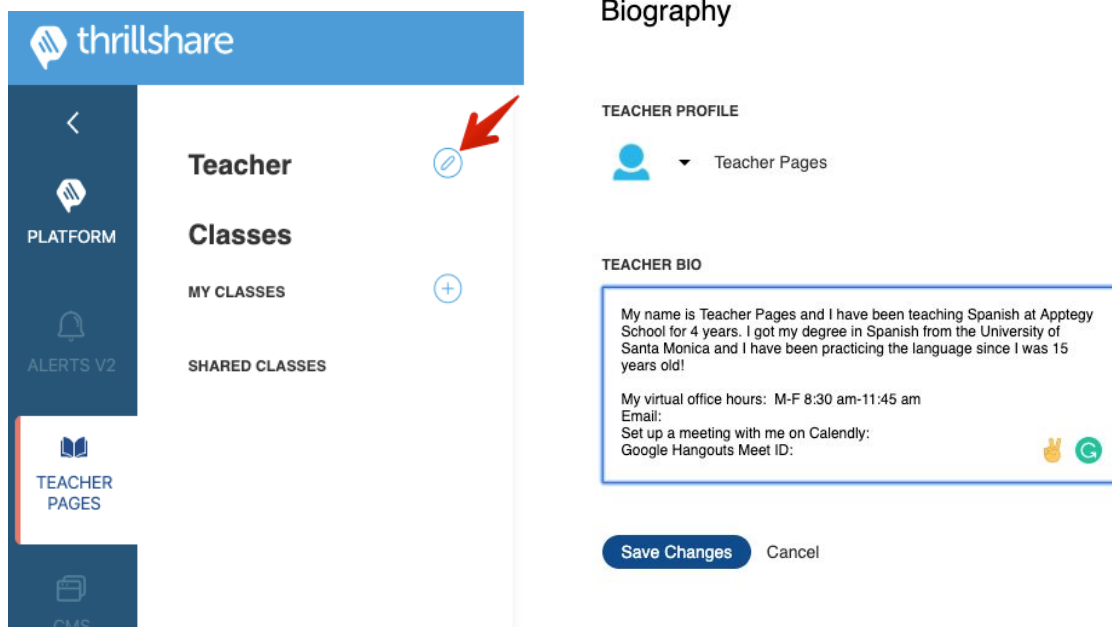 thrillshare
PLATFORM
ALERTS V2
TEACHER
PAGES
CMS
Teacher
Classes
MY CLASSES
SHARED CLASSES
Biography
TEACHER PROFILE
Teacher Pages
TEACHER BIO
My name is Teacher Pages and I have been teaching Spanish at Apptegy
School for 4 years. I got my degree in Spanish from the University of
Santa Monica and I have been practicing the language since I was 15
years old!
My virtual office hours:  M-F 8:30 am-11:45 am
Email:
Set up a meeting with me on Calendly:
Google Hangouts Meet ID:
Save Changes
Cancel